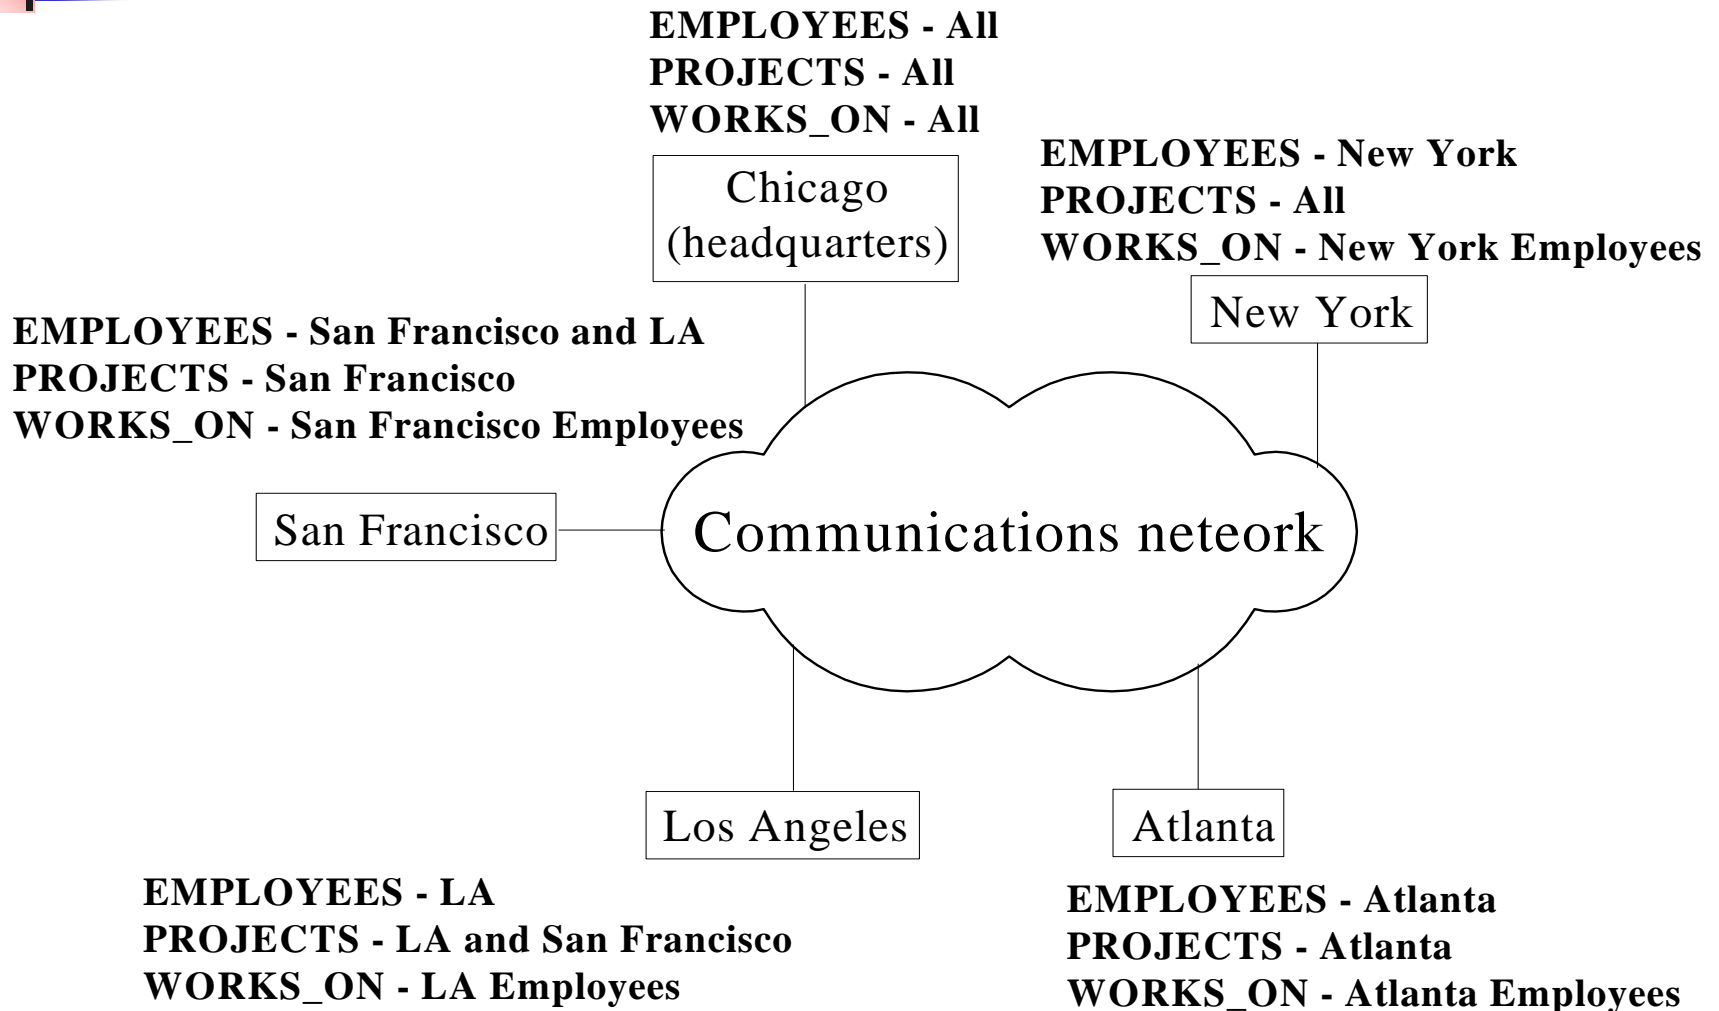 EMPLOYEES - All
PROJECTS - All
WORKS_ON - All
Chicago
(headquarters)
EMPLOYEES - New York
PROJECTS - All
WORKS_ON - New York Employees
New York
EMPLOYEES - San Francisco and LA
PROJECTS - San Francisco
WORKS_ON - San Francisco Employees
San Francisco
Communications neteork
Los Angeles
Atlanta
EMPLOYEES - LA
PROJECTS - LA and San Francisco
WORKS_ON - LA Employees
EMPLOYEES - Atlanta
PROJECTS - Atlanta
WORKS_ON - Atlanta Employees